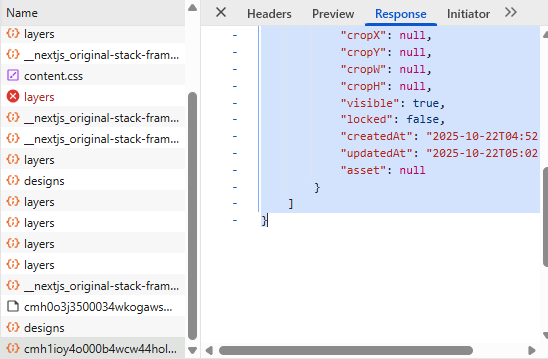 Name
layers
__nextjs_original-stack-fram...
content.css
layers
__nextjs_original-stack-fram...
__nextjs_original-stack-fram...
layers
designs
layers
layers
layers
layers
__nextjs_original-stack-fram...
cmh0o3j3500034wkogaws...
designs
cmh1ioy4o000b4wcw44hol...
Headers Preview Response Initiator
- "cropX": null,
- "cropY": null,
- "cropW": null,
- "cropH": null,
- "visible": true,
- "locked": false,
- "createdAt": "2025-10-22T04:52
- "updatedAt": "2025-10-22T05:02
- "asset": null
- }
- ]
- }